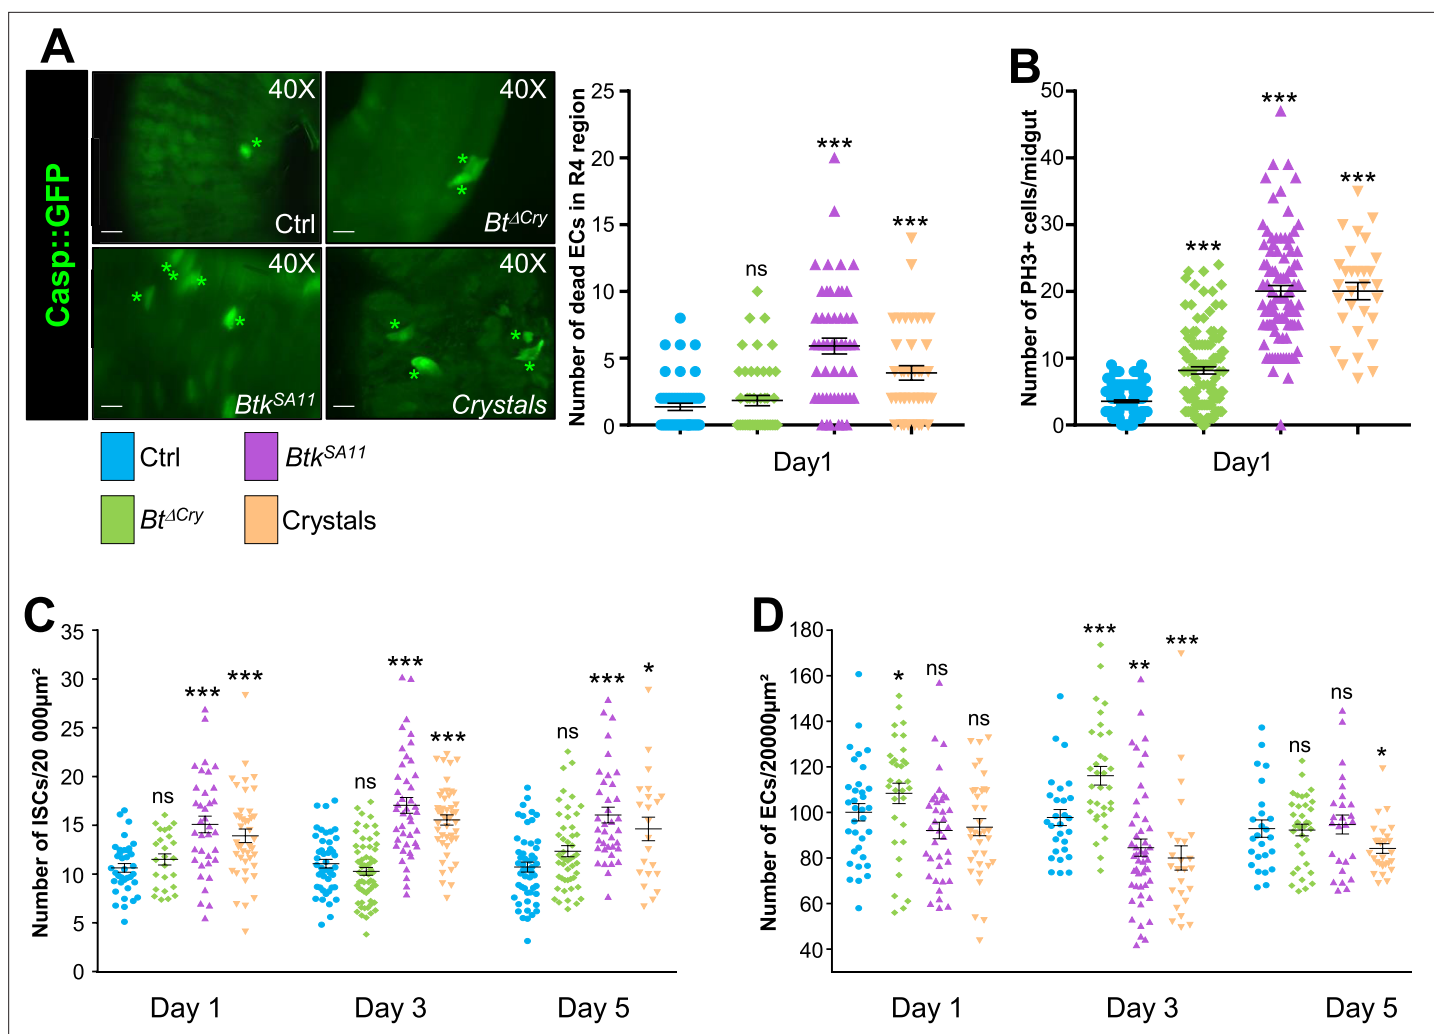 A
Casp::GFP
40X
*
Ctrl
40X
*
*
Bt^ΔCry
40X
*
*
*
*
*
Btk^SA11
40X
*
*
*
*
Crystals
Number of dead ECs in R4 region
25
20
15
10
5
0
ns
***
***
Day1
B
Number of PH3+ cells/midgut
50
40
30
20
10
0
***
***
***
Day1
Ctrl
Btk^SA11
Bt^ΔCry
Crystals
C
Number of ISCs/20 000µm²
35
30
25
20
15
10
5
0
ns
***
***
ns
***
***
ns
***
*
Day 1
Day 3
Day 5
D
Number of ECs/20000µm²
180
160
140
120
100
80
60
40
*
ns
ns
***
**
***
ns
ns
*
Day 1
Day 3
Day 5